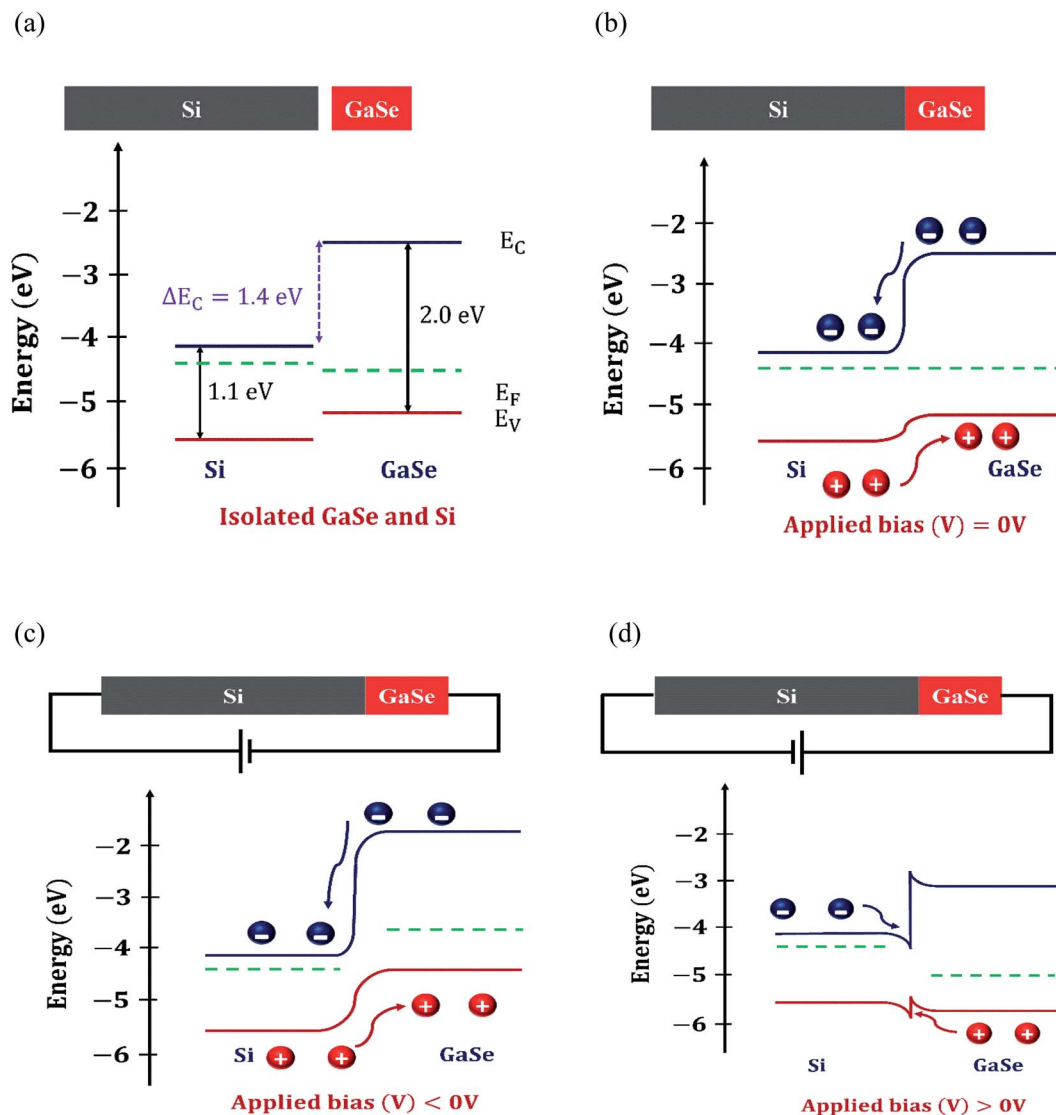 (a)
Si
GaSe
Energy (eV)
−2
−3
−4
−5
−6
ΔE_C = 1.4 eV
1.1 eV
2.0 eV
E_C
E_F
E_V
Si
GaSe
Isolated GaSe and Si
(b)
Si
GaSe
Energy (eV)
−2
−3
−4
−5
−6
Si
GaSe
Applied bias (V) = 0V
(c)
Si
GaSe
Energy (eV)
−2
−3
−4
−5
−6
Si
GaSe
Applied bias (V) < 0V
(d)
Si
GaSe
Energy (eV)
−2
−3
−4
−5
−6
Si
GaSe
Applied bias (V) > 0V